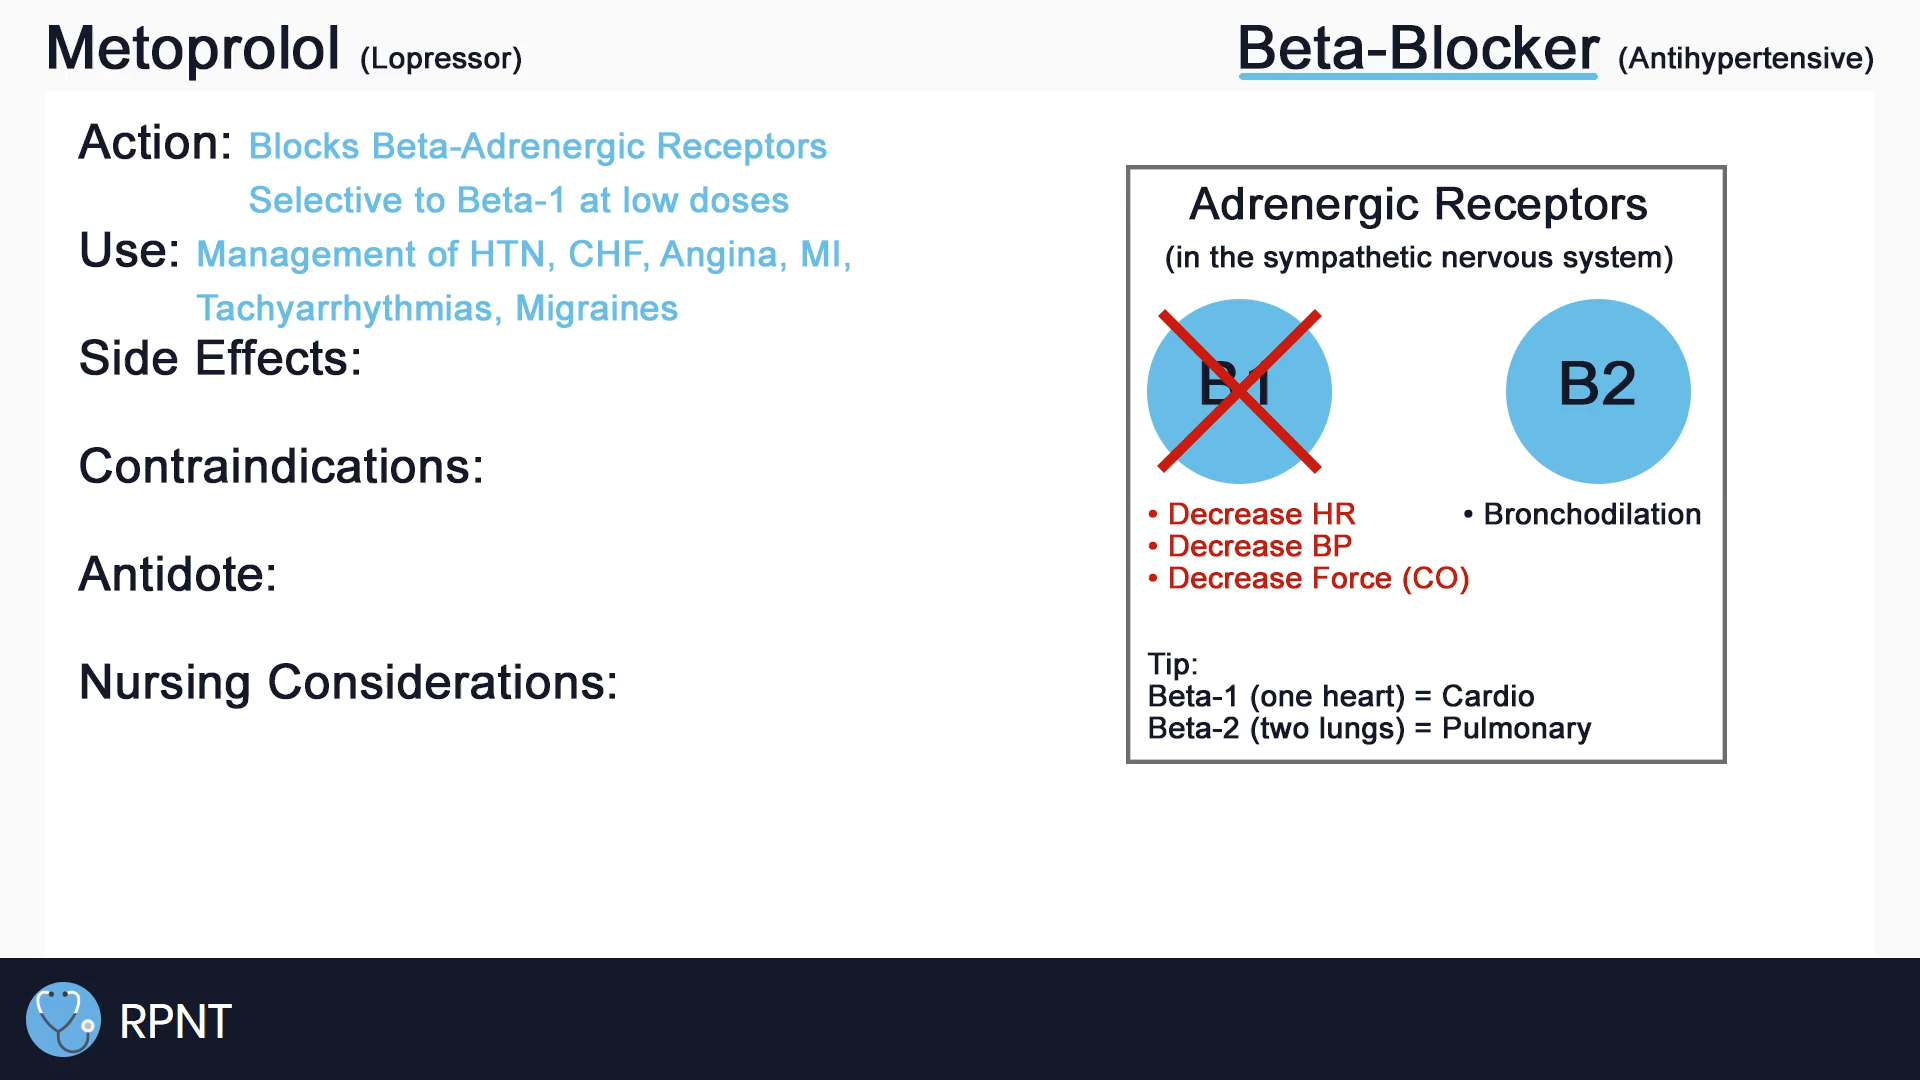 Metoprolol (Lopressor)
Beta-Blocker (Antihypertensive)
Action: Blocks Beta-Adrenergic Receptors
Selective to Beta-1 at low doses
Use: Management of HTN, CHF, Angina, MI,
Tachyarrhythmias, Migraines
Side Effects:
Contraindications:
Antidote:
Nursing Considerations:
Adrenergic Receptors
(in the sympathetic nervous system)
B1
B2
• Decrease HR
• Decrease BP
• Decrease Force (CO)
• Bronchodilation
Tip:
Beta-1 (one heart) = Cardio
Beta-2 (two lungs) = Pulmonary
RPNT